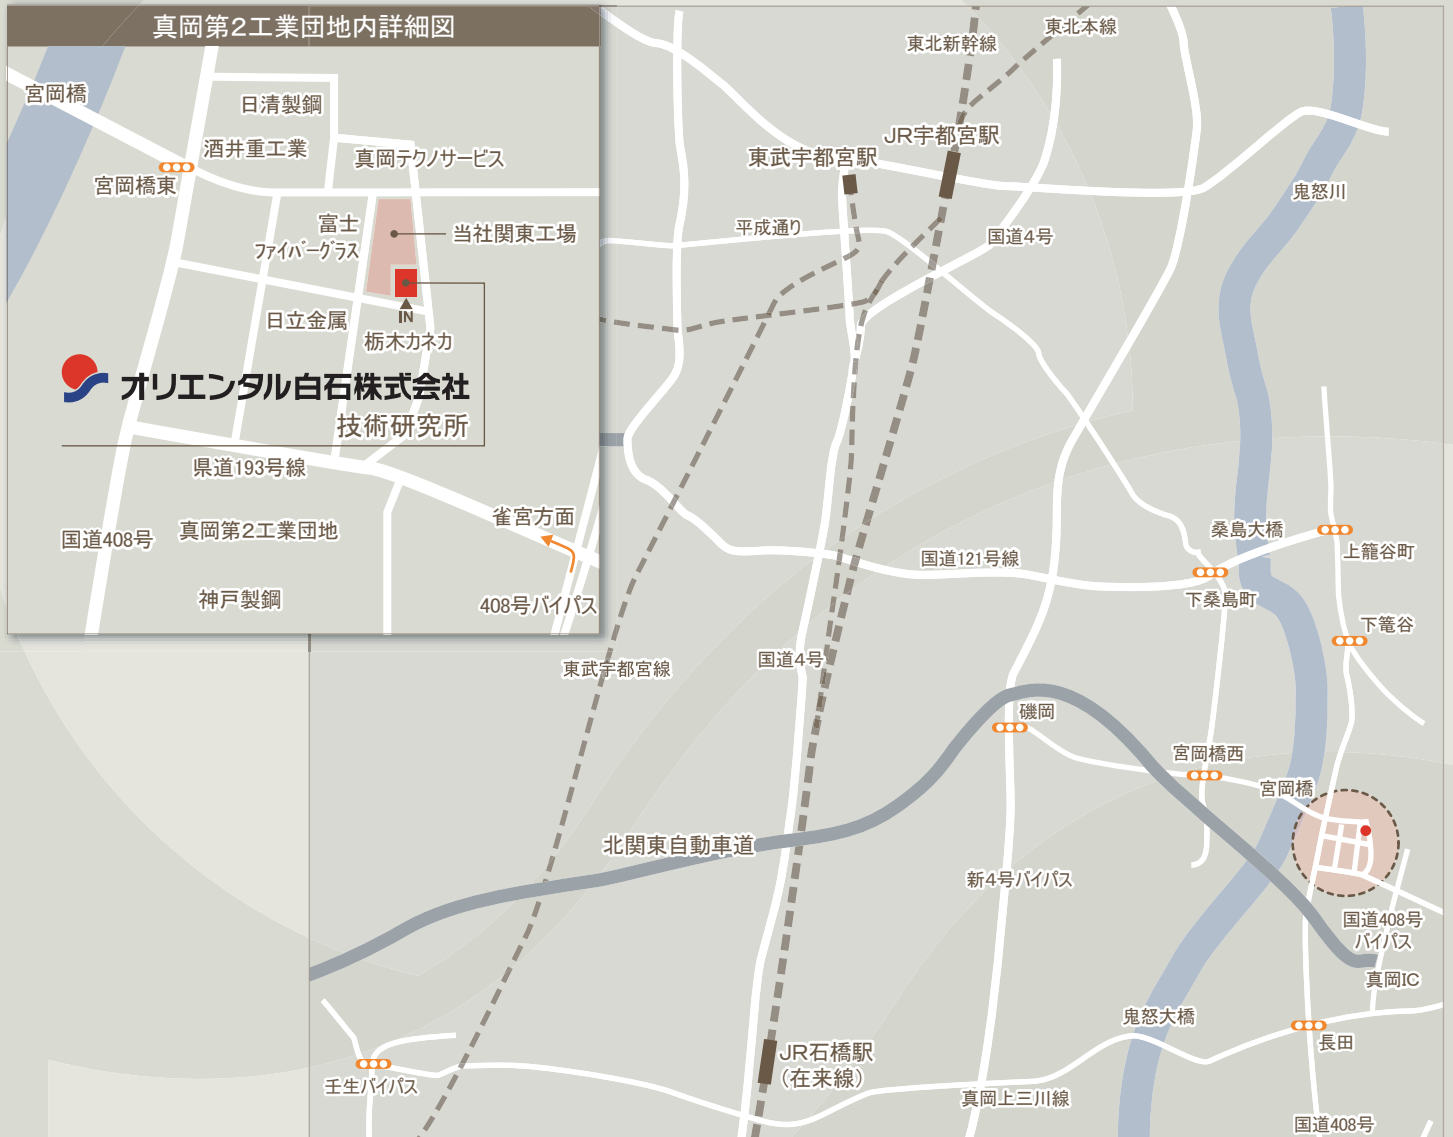 真岡第2工業団地内詳細図
宮岡橋
日清製鋼
酒井重工業
真岡テクノサービス
宮岡橋東
富士
ファイバーグラス
当社関東工場
日立金属
IN
栃木カネカ
オリエンタル白石株式会社
技術研究所
県道193号線
雀宮方面
真岡第2工業団地
国道408号
神戸製鋼
408号バイパス
東北本線
東北新幹線
JR宇都宮駅
東武宇都宮駅
鬼怒川
平成通り
国道4号
桑島大橋
上籠谷町
国道121号線
下桑島町
下篭谷
国道4号
東武宇都宮線
磯岡
宮岡橋西
宮岡橋
北関東自動車道
新4号バイパス
国道408号
バイパス
真岡IC
鬼怒大橋
長田
JR石橋駅
(在来線)
壬生バイパス
真岡上三川線
国道408号